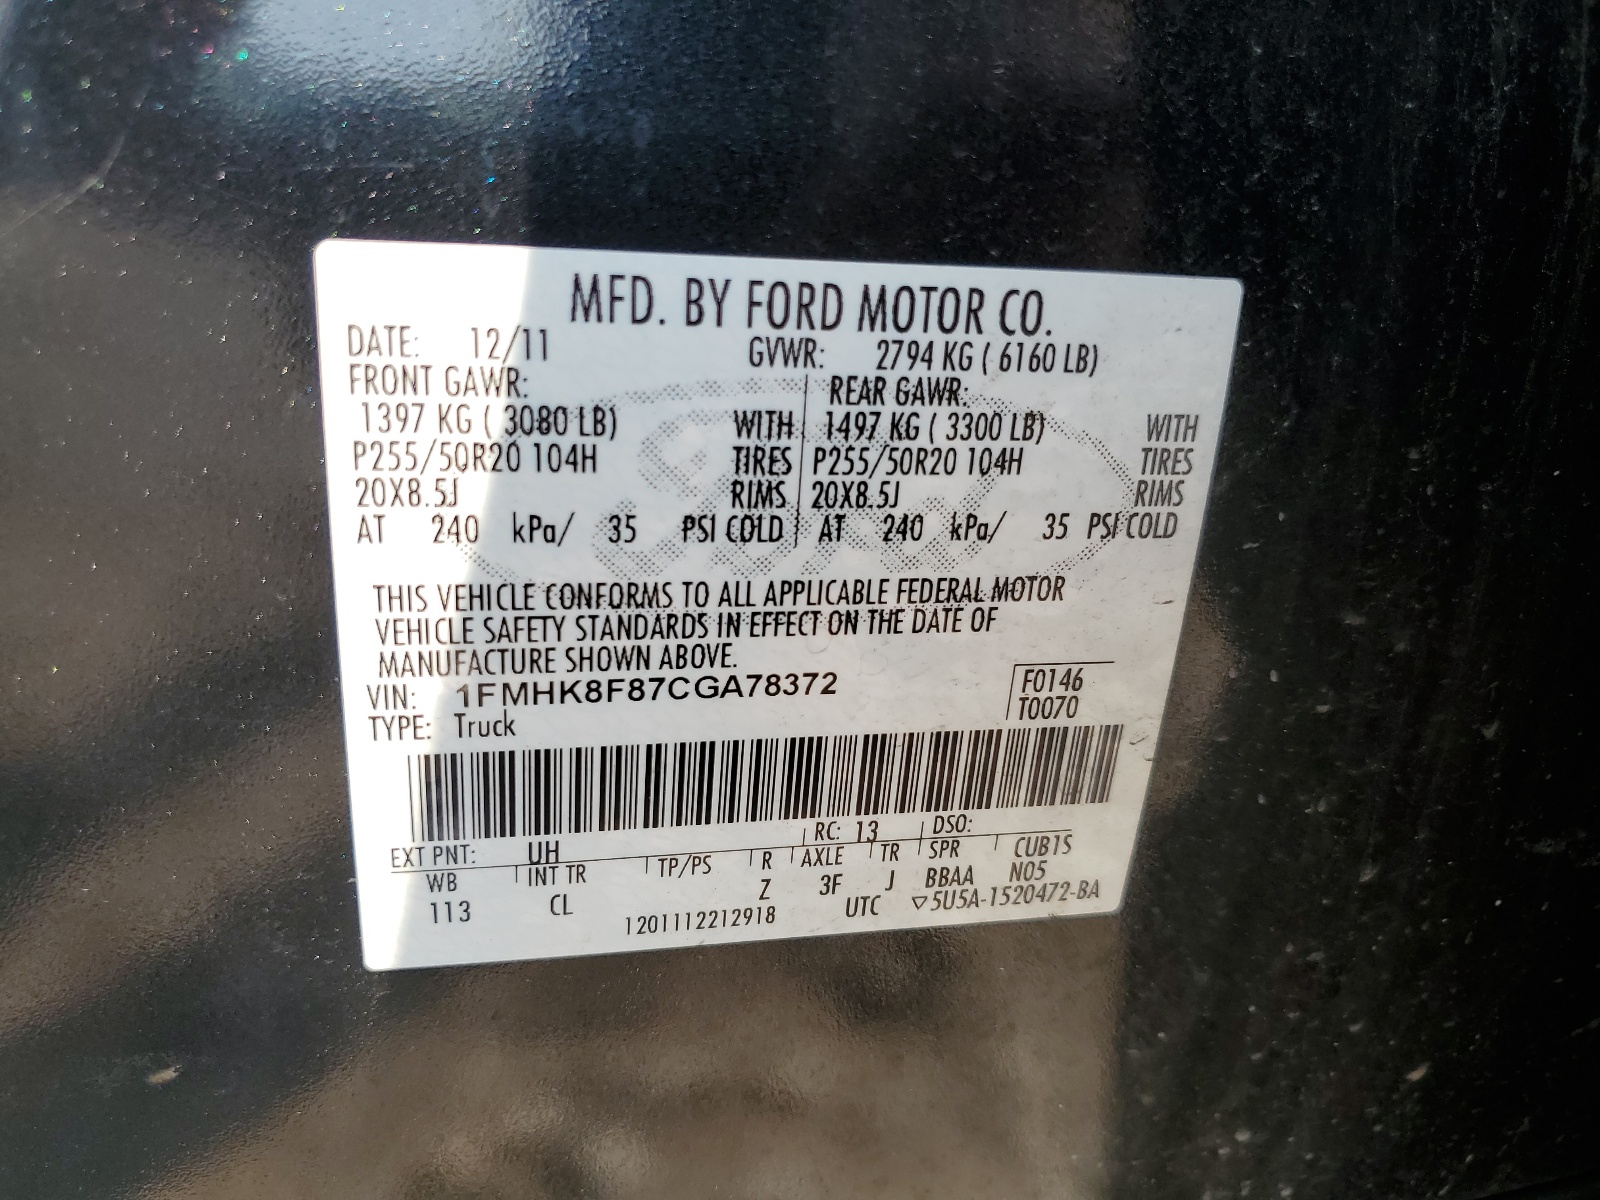 MFD. BY FORD MOTOR CO.
DATE: 12/11 GVWR: 2794 KG ( 6160 LB)
FRONT GAWR: REAR GAWR:
1397 KG ( 3080 LB) WITH 1497 KG ( 3300 LB) WITH
P255/50R20 104H TIRES P255/50R20 104H TIRES
20X8.5J RIMS 20X8.5J RIMS
AT 240 kPa/ 35 PSI COLD AT 240 kPa/ 35 PSI COLD
THIS VEHICLE CONFORMS TO ALL APPLICABLE FEDERAL MOTOR
VEHICLE SAFETY STANDARDS IN EFFECT ON THE DATE OF
MANUFACTURE SHOWN ABOVE.
VIN: 1FMHK8F87CGA78372 F0146
TYPE: Truck T0070
EXT PNT: UH RC: 13 DSO:
WB INT TR TP/PS R AXLE TR SPR CUB1S
113 CL Z 3F J BBAA N05
1201112212918 UTC ▽5U5A-1520472-BA